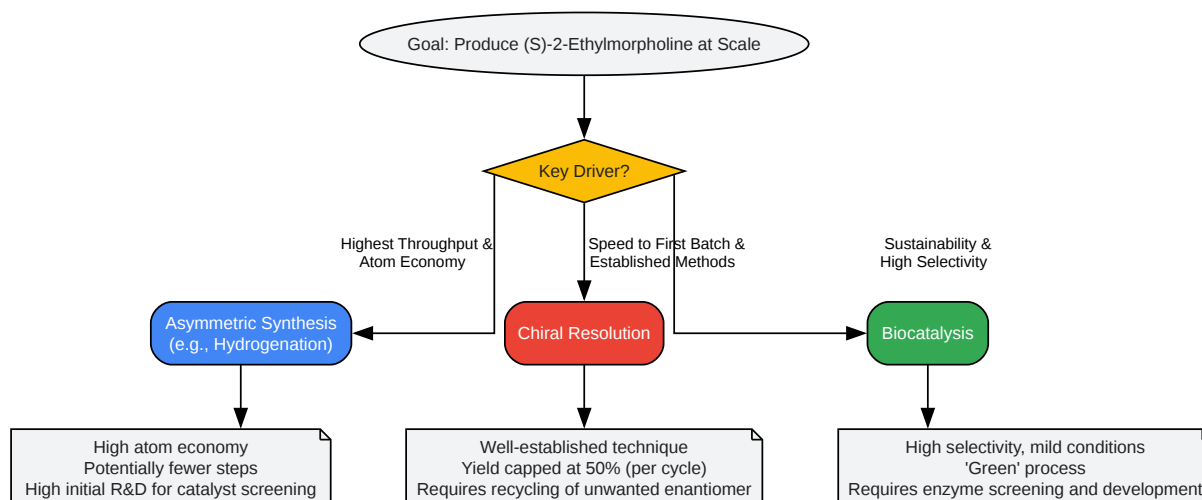 Goal: Produce (S)-2-Ethylmorpholine at Scale
Key Driver?
Highest Throughput &
Atom Economy
Speed to First Batch &
Established Methods
Sustainability &
High Selectivity
Asymmetric Synthesis
(e.g., Hydrogenation)
Chiral Resolution
Biocatalysis
High atom economy
Potentially fewer steps
High initial R&D for catalyst screening
Well-established technique
Yield capped at 50% (per cycle)
Requires recycling of unwanted enantiomer
High selectivity, mild conditions
'Green' process
Requires enzyme screening and development